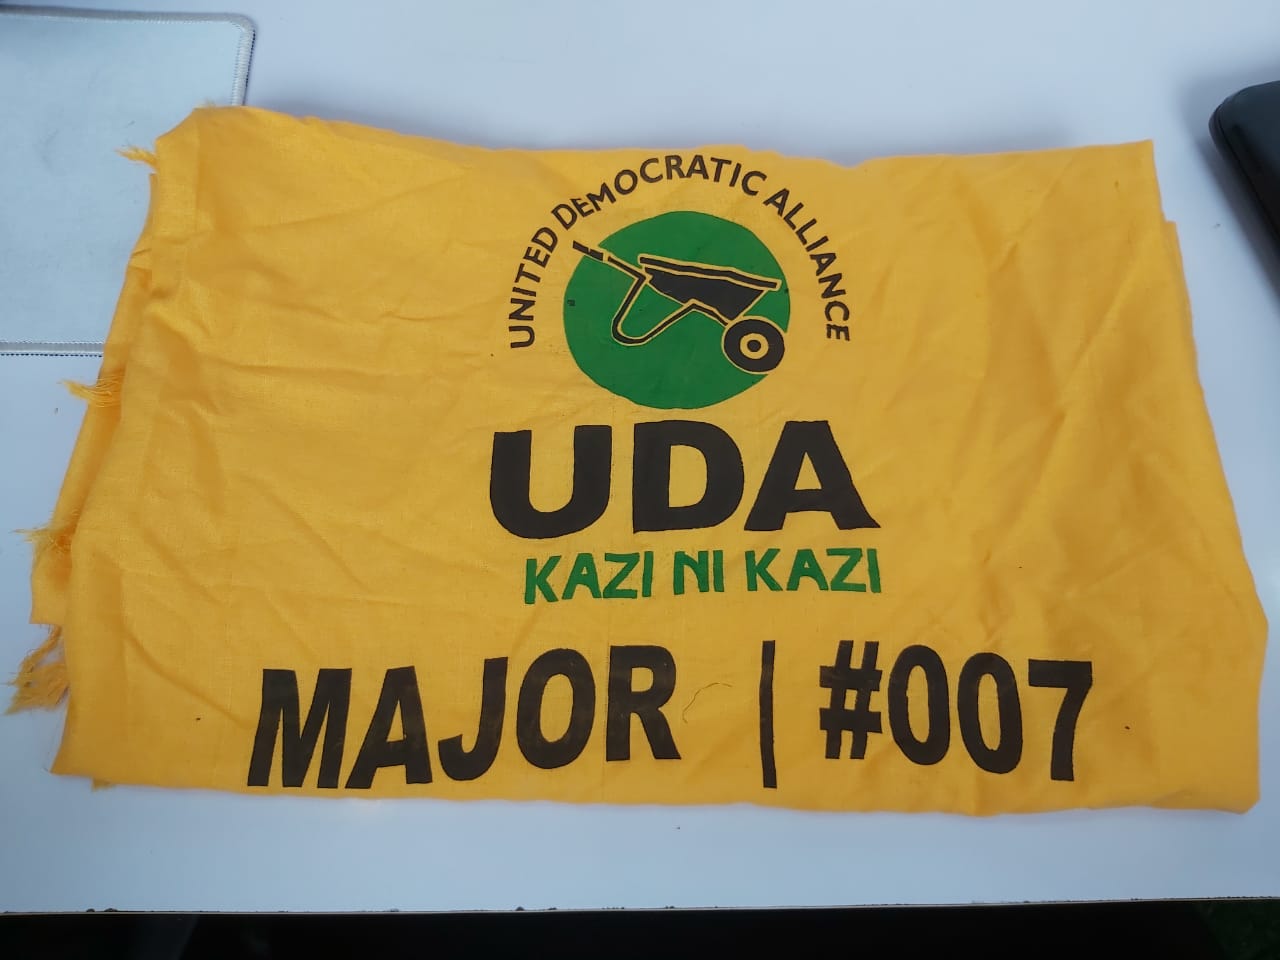 UNITED DEMOCRATIC ALLIANCE
UDA
KAZI NI KAZI
MAJOR | #007